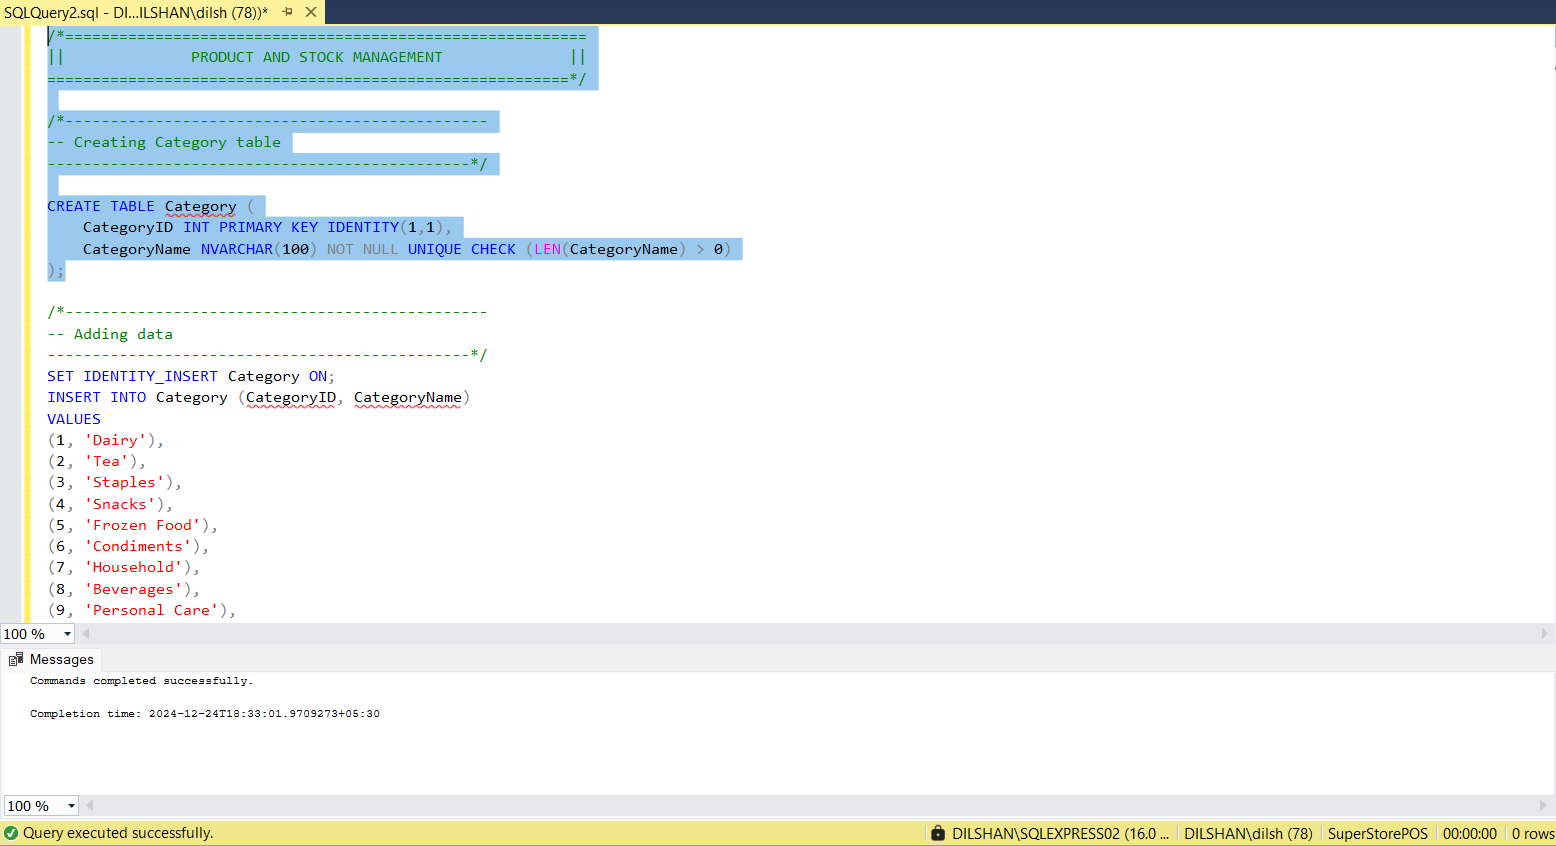 SQLQuery2.sql - DI...ILSHAN\dilsh (78))*
/*==========================================================
||              PRODUCT AND STOCK MANAGEMENT              ||
==========================================================*/
/*-----------------------------------------------
-- Creating Category table
-----------------------------------------------*/
CREATE TABLE Category (
    CategoryID INT PRIMARY KEY IDENTITY(1,1),
    CategoryName NVARCHAR(100) NOT NULL UNIQUE CHECK (LEN(CategoryName) > 0)
);
/*-----------------------------------------------
-- Adding data
-----------------------------------------------*/
SET IDENTITY_INSERT Category ON;
INSERT INTO Category (CategoryID, CategoryName)
VALUES
(1, 'Dairy'),
(2, 'Tea'),
(3, 'Staples'),
(4, 'Snacks'),
(5, 'Frozen Food'),
(6, 'Condiments'),
(7, 'Household'),
(8, 'Beverages'),
(9, 'Personal Care'),
100 %
Messages
Commands completed successfully.
Completion time: 2024-12-24T18:33:01.9709273+05:30
100 %
Query executed successfully.
DILSHAN\SQLEXPRESS02 (16.0 ...
DILSHAN\dilsh (78)
SuperStorePOS
00:00:00
0 rows